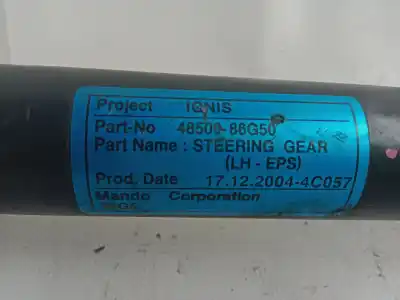 Project IGNIS
Part-No 48500-86G50
Part Name : STEERING GEAR
(LH - EPS)
Prod. Date 17.12.2004-4C057
Mando Corporation